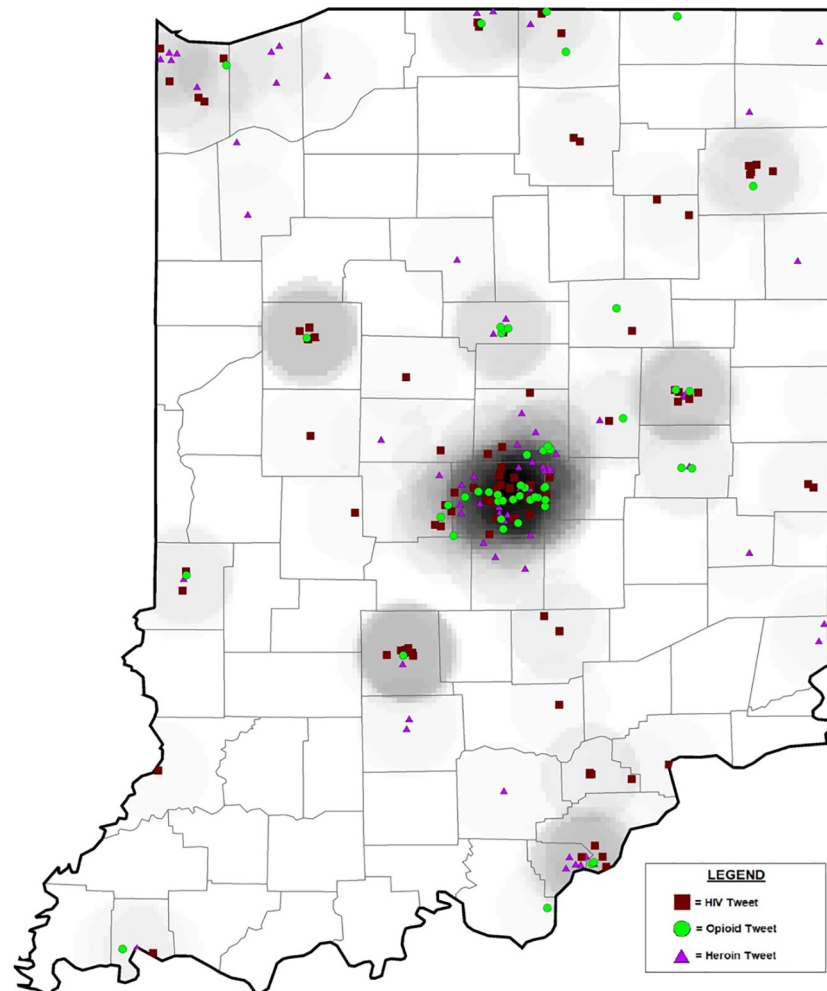 LEGEND
= HIV Tweet
= Opioid Tweet
= Heroin Tweet